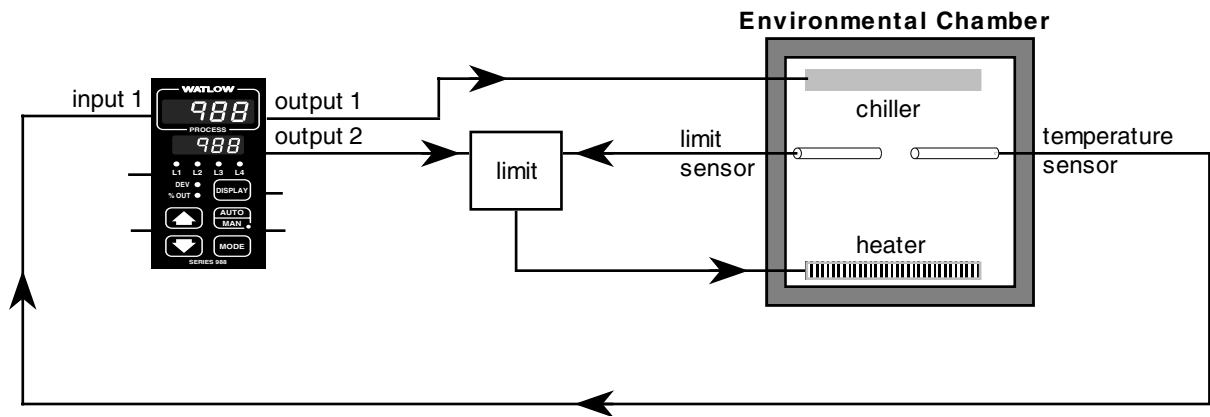 Environmental Chamber
input 1
WATLOW
988
PROCESS
988
L1 L2 L3 L4
DEV
% OUT
DISPLAY
AUTO
MAN
MODE
SERIES 988
output 1
output 2
limit
limit
sensor
chiller
temperature
sensor
heater